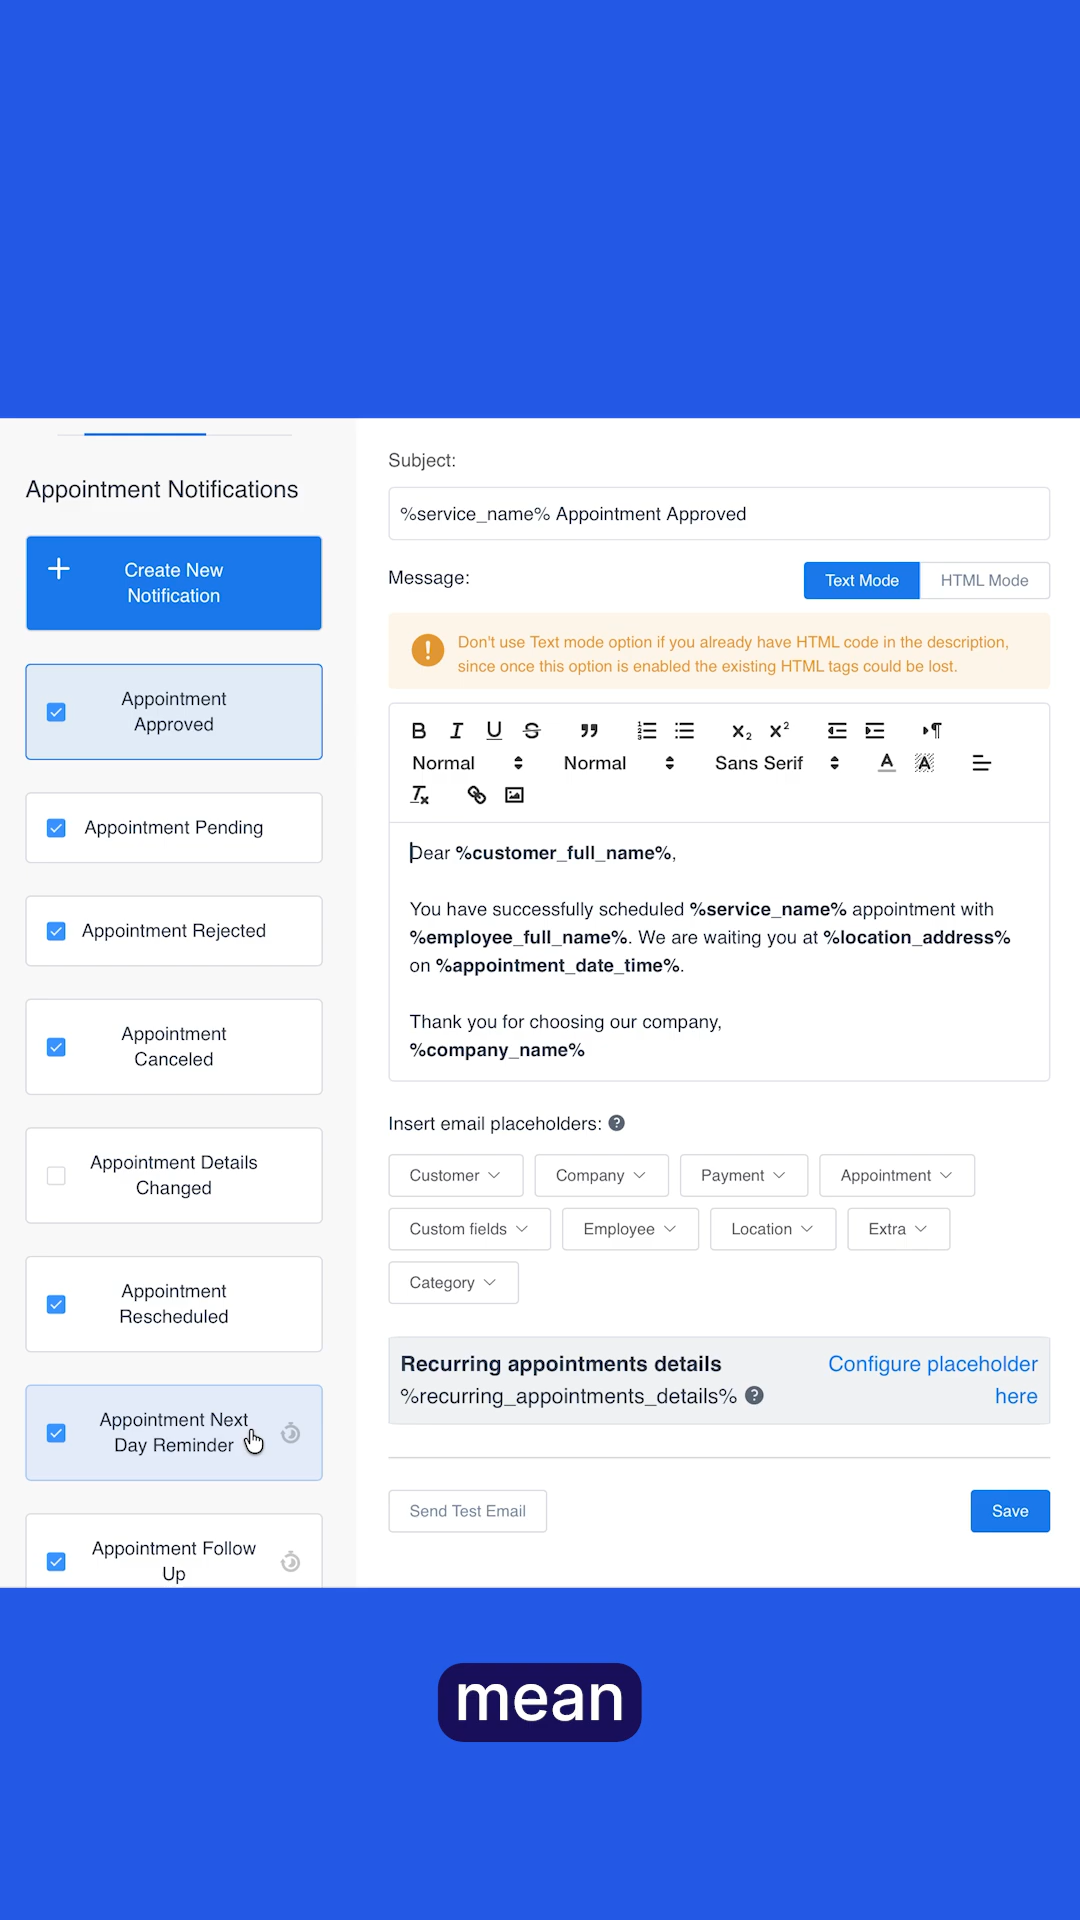 Appointment Notifications
Create New
Notification
Appointment
Approved
Appointment Pending
Appointment Rejected
Appointment
Canceled
Appointment Details
Changed
Appointment
Rescheduled
Appointment Next
Day Reminder
Appointment Follow
Up
Subject:
%service_name% Appointment Approved
Message:
Text Mode
HTML Mode
Don't use Text mode option if you already have HTML code in the description,
since once this option is enabled the existing HTML tags could be lost.
Normal
Normal
Sans Serif
Dear %customer_full_name%,
You have successfully scheduled %service_name% appointment with
%employee_full_name%. We are waiting you at %location_address%
on %appointment_date_time%.
Thank you for choosing our company,
%company_name%
Insert email placeholders:
Customer
Company
Payment
Appointment
Custom fields
Employee
Location
Extra
Category
Recurring appointments details
%recurring_appointments_details%
Configure placeholder
here
Send Test Email
Save
mean